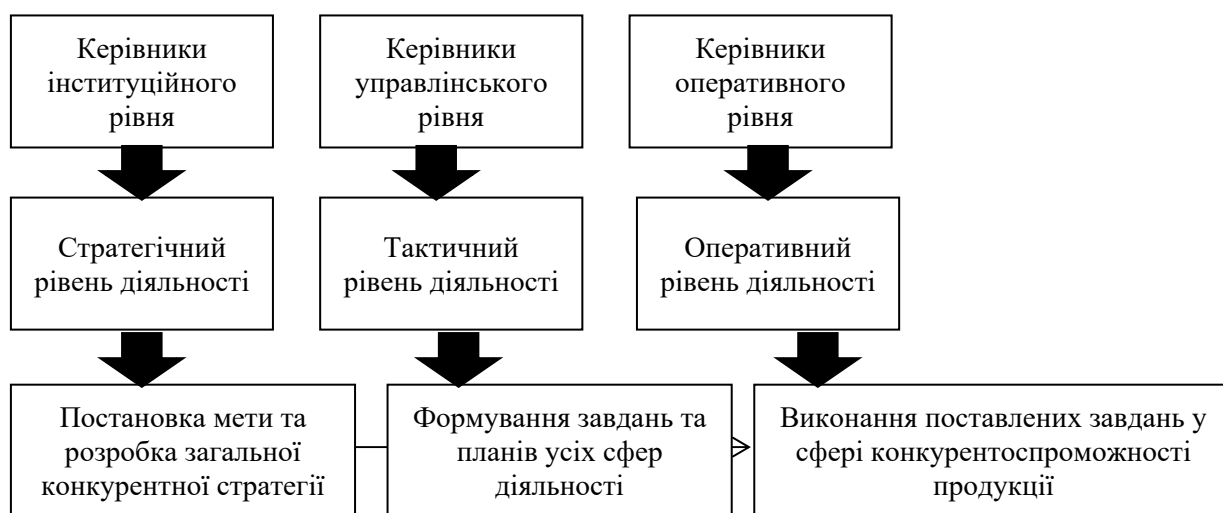 Керівники
інституційного
рівня
Керівники
управлінського
рівня
Керівники
оперативного
рівня
Стратегічний
рівень діяльності
Тактичний
рівень діяльності
Оперативний
рівень діяльності
Постановка мети та
розробка загальної
конкурентної стратегії
Формування завдань та
планів усіх сфер
діяльності
Виконання поставлених завдань у
сфері конкурентоспроможності
продукції